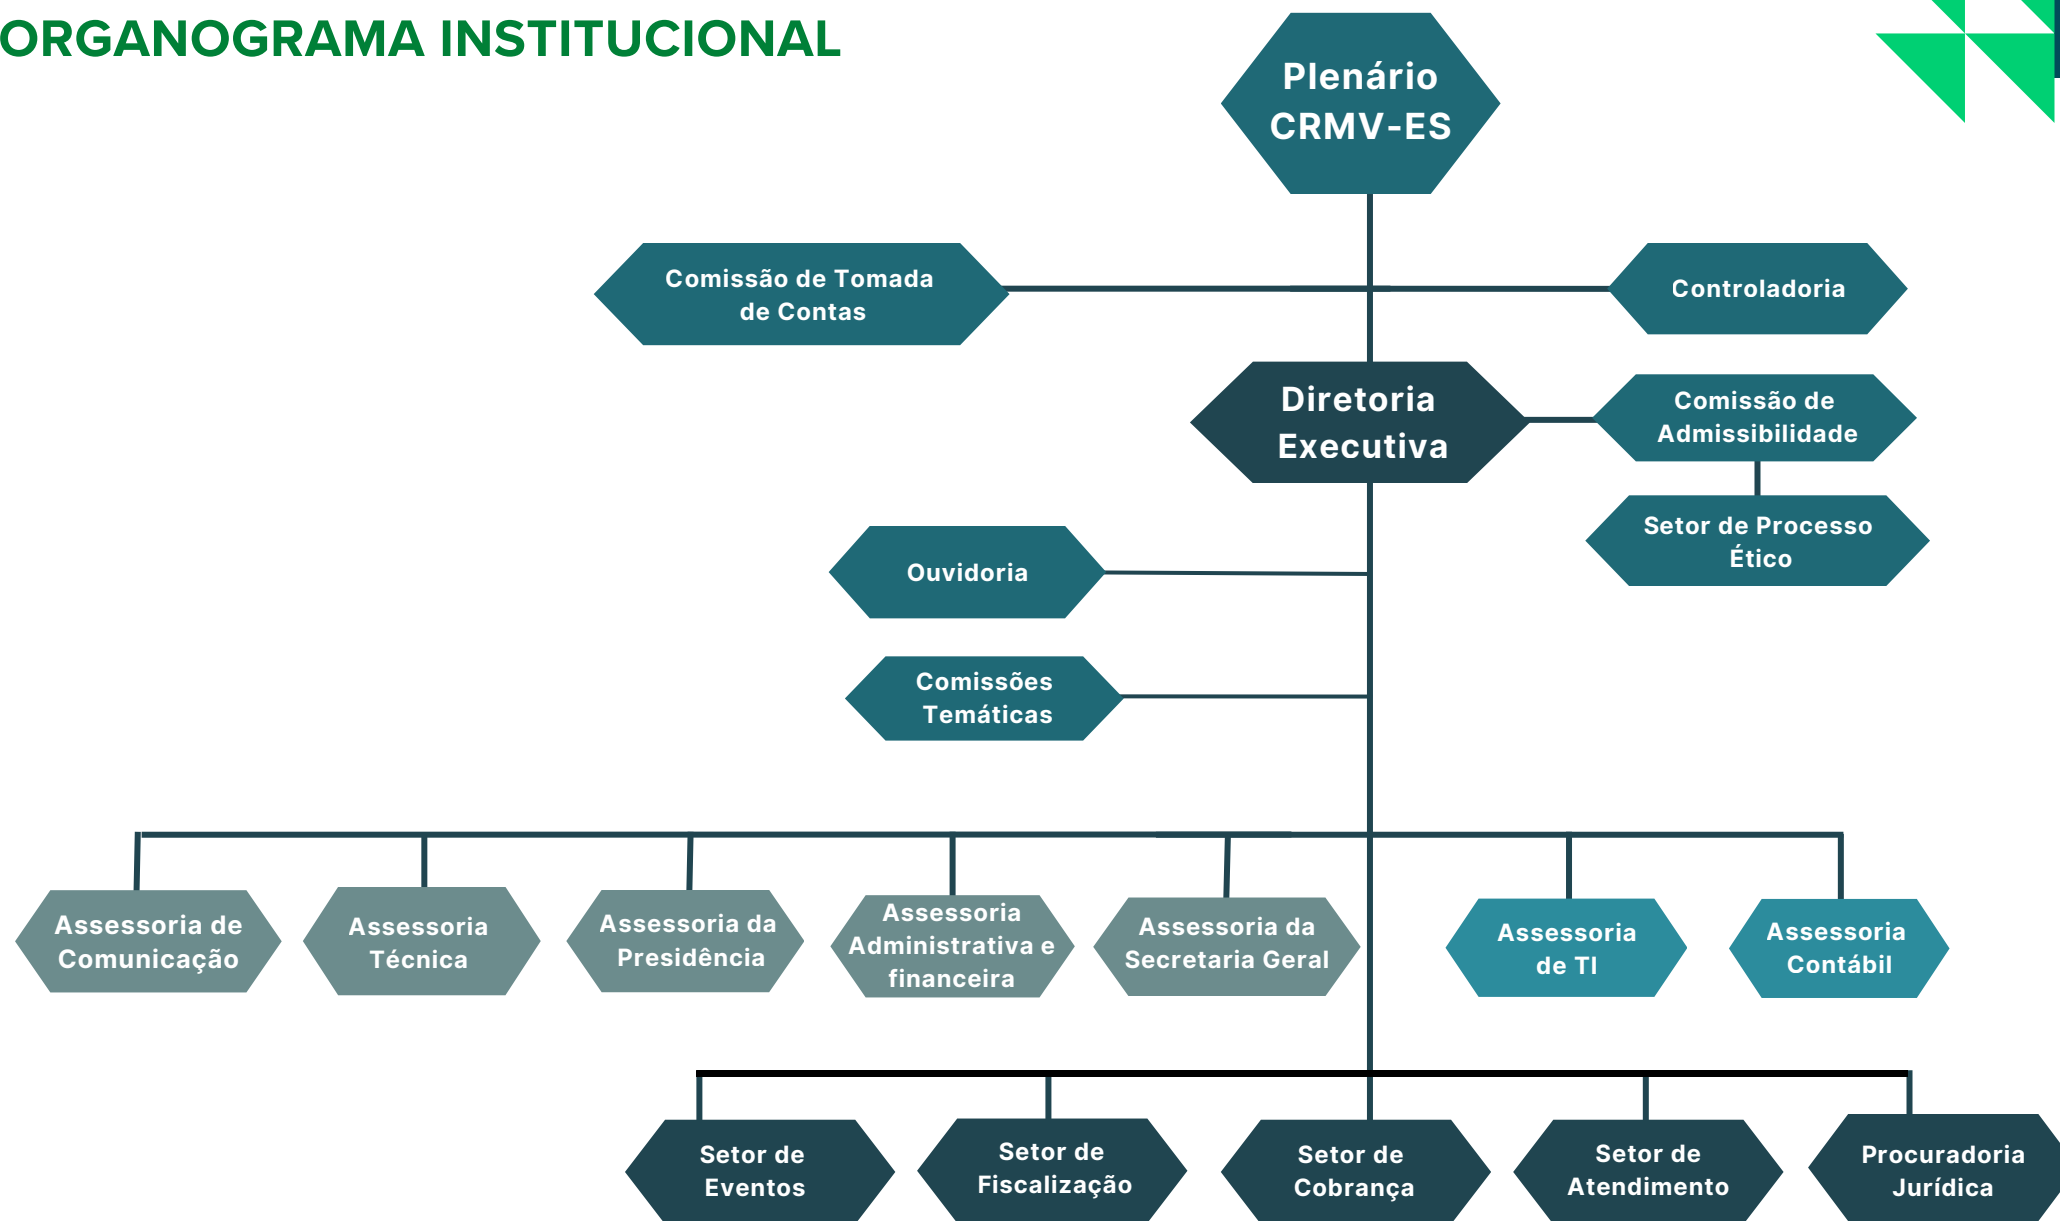 ORGANOGRAMA INSTITUCIONAL
Plenário
CRMV-ES
Comissão de Tomada
de Contas
Controladoria
Diretoria
Executiva
Comissão de
Admissibilidade
Setor de Processo
Ético
Ouvidoria
Comissões
Temáticas
Assessoria de
Comunicação
Assessoria
Técnica
Assessoria da
Presidência
Assessoria
Administrativa e
financeira
Assessoria da
Secretaria Geral
Assessoria
de TI
Assessoria
Contábil
Setor de
Eventos
Setor de
Fiscalização
Setor de
Cobrança
Setor de
Atendimento
Procuradoria
Jurídica